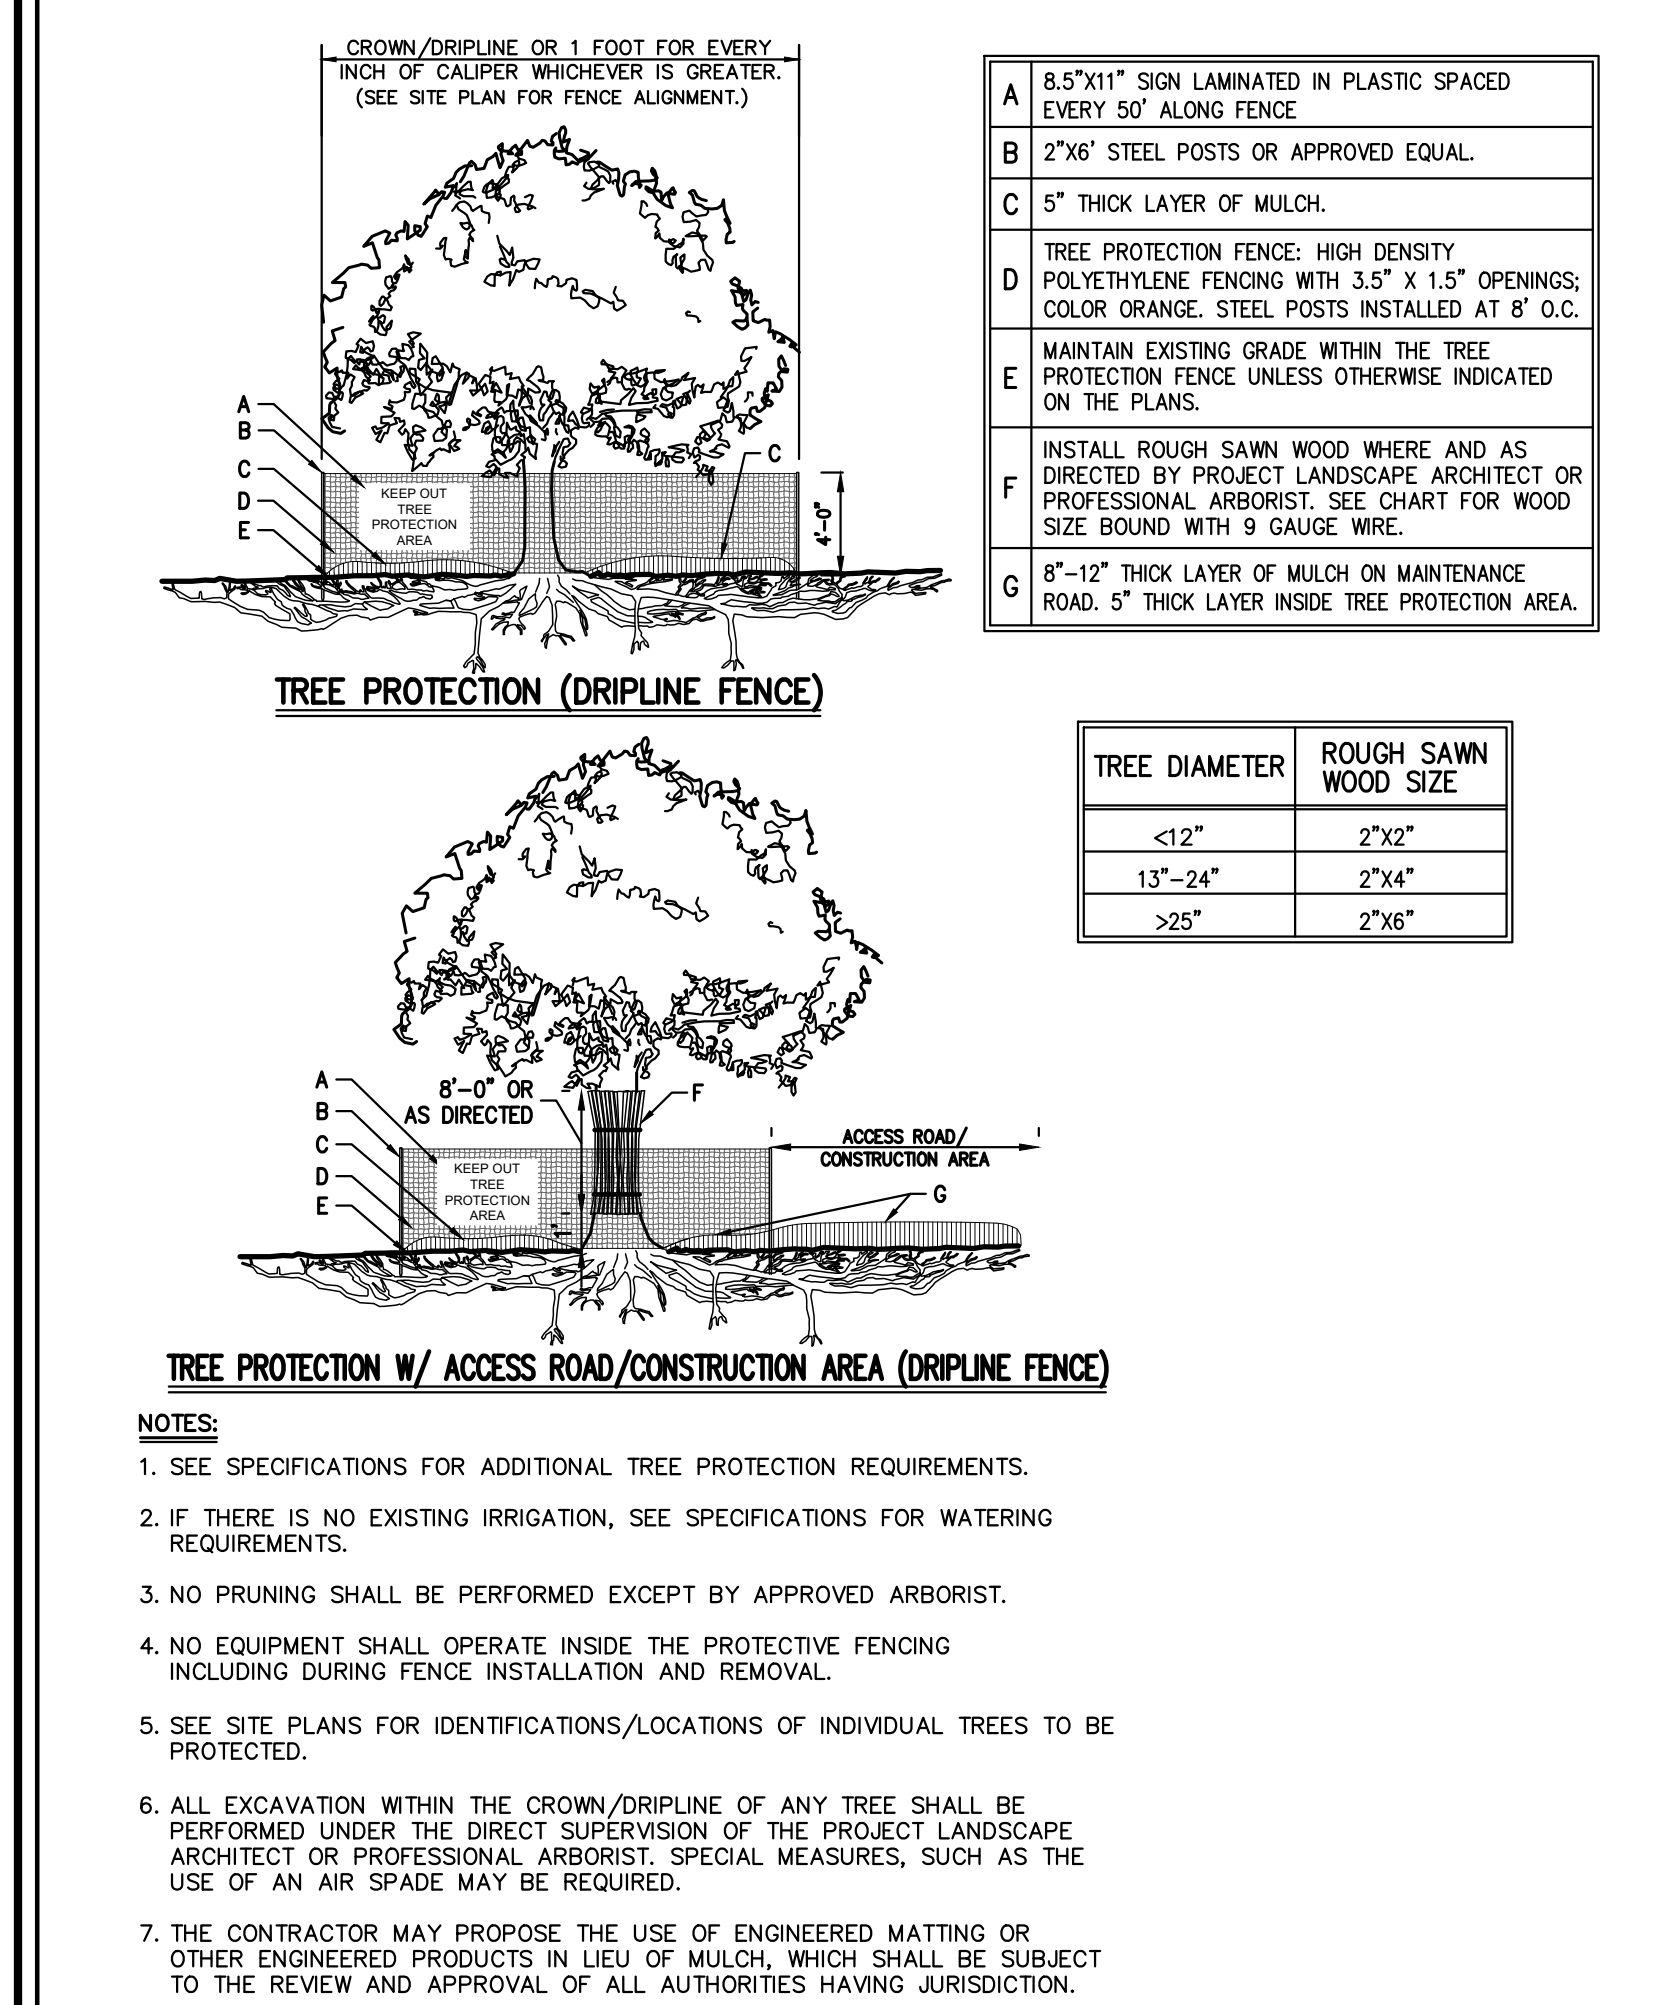 CROWN/DRIPLINE OR 1 FOOT FOR EVERY
INCH OF CALIPER WHICHEVER IS GREATER.
(SEE SITE PLAN FOR FENCE ALIGNMENT.)
A
B
C
D
E
KEEP OUT
TREE
PROTECTION
AREA
C
4'-0"
TREE PROTECTION (DRIPLINE FENCE)
A
8.5"X11" SIGN LAMINATED IN PLASTIC SPACED
EVERY 50' ALONG FENCE
B
2"X6' STEEL POSTS OR APPROVED EQUAL.
C
5" THICK LAYER OF MULCH.
D
TREE PROTECTION FENCE: HIGH DENSITY
POLYETHYLENE FENCING WITH 3.5" X 1.5" OPENINGS;
COLOR ORANGE. STEEL POSTS INSTALLED AT 8' O.C.
E
MAINTAIN EXISTING GRADE WITHIN THE TREE
PROTECTION FENCE UNLESS OTHERWISE INDICATED
ON THE PLANS.
F
INSTALL ROUGH SAWN WOOD WHERE AND AS
DIRECTED BY PROJECT LANDSCAPE ARCHITECT OR
PROFESSIONAL ARBORIST. SEE CHART FOR WOOD
SIZE BOUND WITH 9 GAUGE WIRE.
G
8"-12" THICK LAYER OF MULCH ON MAINTENANCE
ROAD. 5" THICK LAYER INSIDE TREE PROTECTION AREA.
TREE DIAMETER
ROUGH SAWN
WOOD SIZE
<12" 2"X2"
13"-24" 2"X4"
>25" 2"X6"
A
B
C
D
E
8'-0" OR
AS DIRECTED
F
KEEP OUT
TREE
PROTECTION
AREA
1'
ACCESS ROAD/
CONSTRUCTION AREA
G
TREE PROTECTION W/ ACCESS ROAD/CONSTRUCTION AREA (DRIPLINE FENCE)
NOTES:
1. SEE SPECIFICATIONS FOR ADDITIONAL TREE PROTECTION REQUIREMENTS.
2. IF THERE IS NO EXISTING IRRIGATION, SEE SPECIFICATIONS FOR WATERING
REQUIREMENTS.
3. NO PRUNING SHALL BE PERFORMED EXCEPT BY APPROVED ARBORIST.
4. NO EQUIPMENT SHALL OPERATE INSIDE THE PROTECTIVE FENCING
INCLUDING DURING FENCE INSTALLATION AND REMOVAL.
5. SEE SITE PLANS FOR IDENTIFICATIONS/LOCATIONS OF INDIVIDUAL TREES TO BE
PROTECTED.
6. ALL EXCAVATION WITHIN THE CROWN/DRIPLINE OF ANY TREE SHALL BE
PERFORMED UNDER THE DIRECT SUPERVISION OF THE PROJECT LANDSCAPE
ARCHITECT OR PROFESSIONAL ARBORIST. SPECIAL MEASURES, SUCH AS THE
USE OF AN AIR SPADE MAY BE REQUIRED.
7. THE CONTRACTOR MAY PROPOSE THE USE OF ENGINEERED MATTING OR
OTHER ENGINEERED PRODUCTS IN LIEU OF MULCH, WHICH SHALL BE SUBJECT
TO THE REVIEW AND APPROVAL OF ALL AUTHORITIES HAVING JURISDICTION.